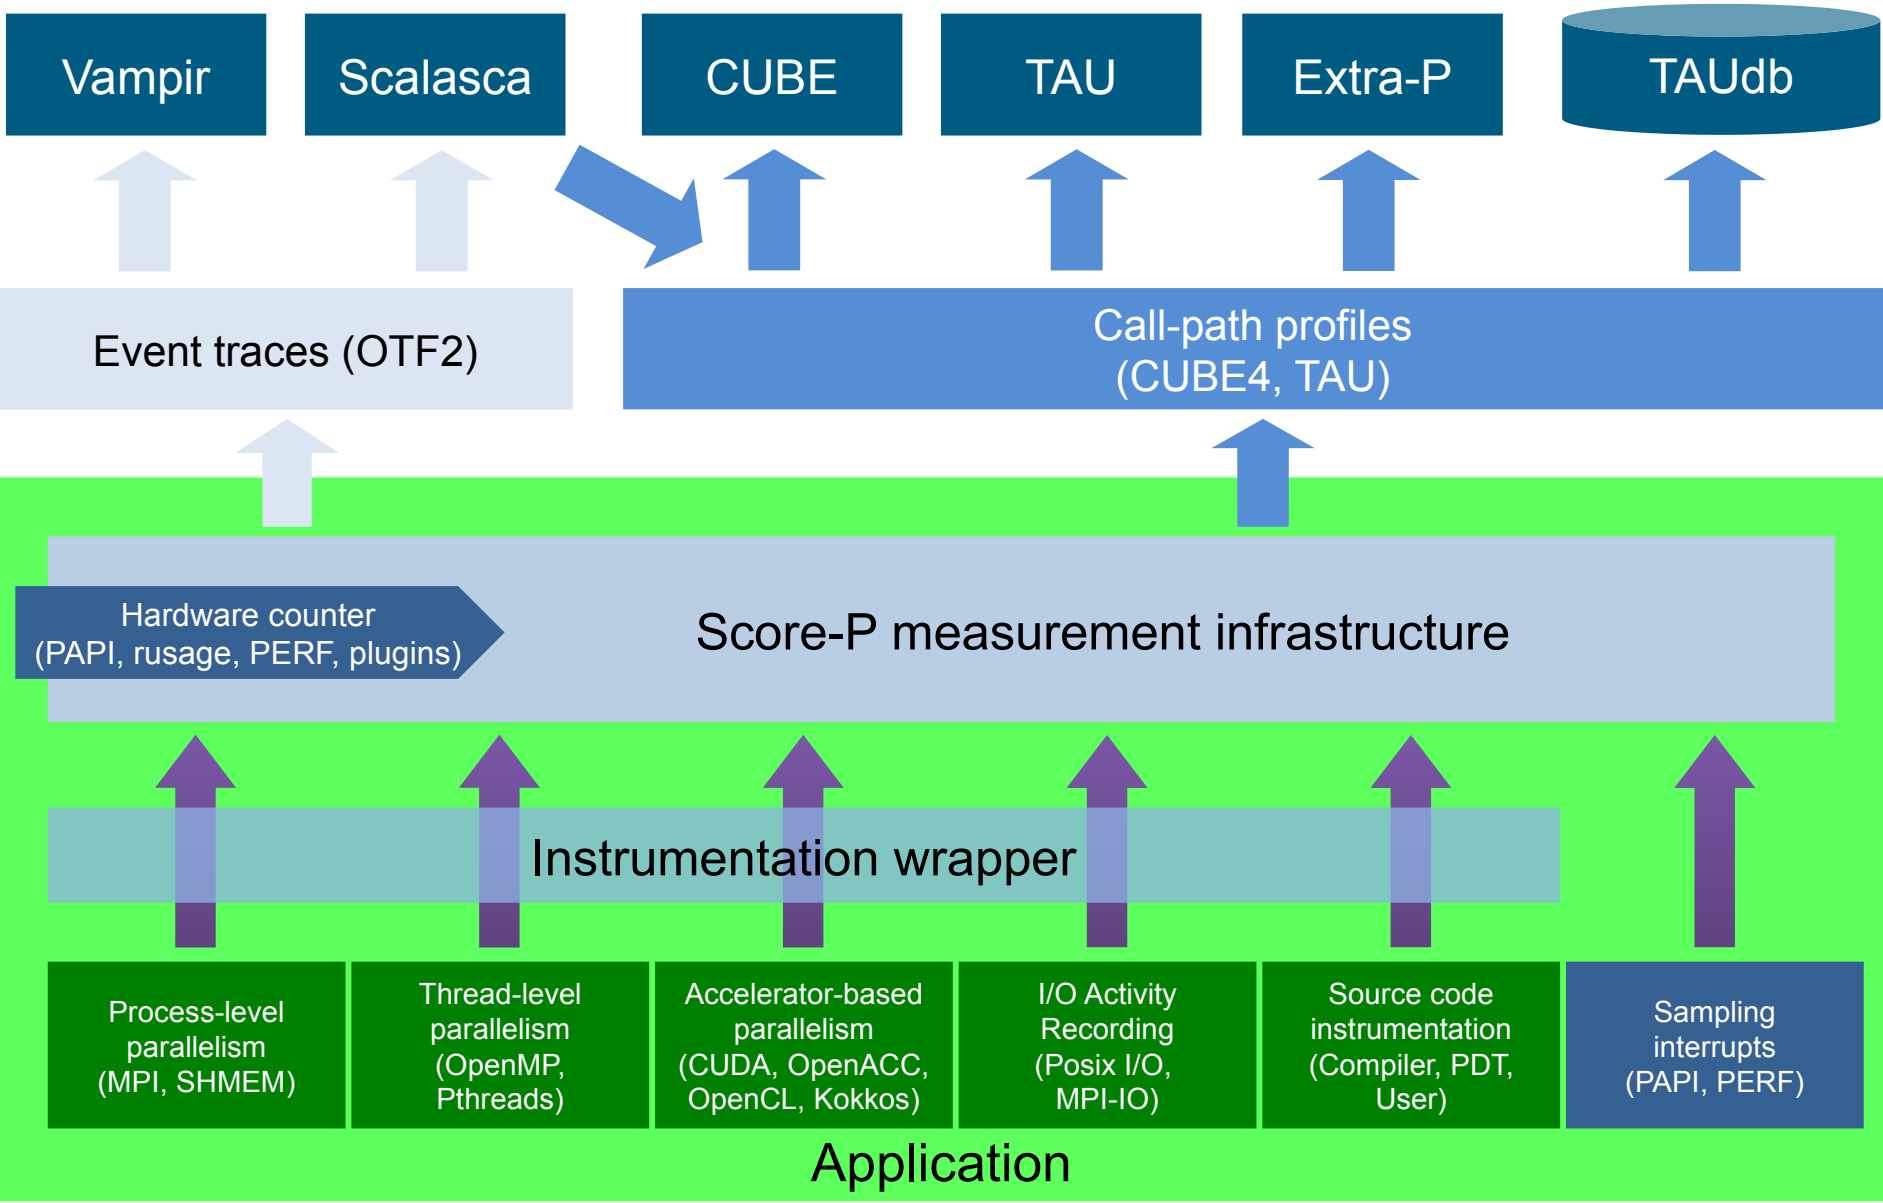 Vampir
Scalasca
CUBE
TAU
Extra-P
TAUdb
Event traces (OTF2)
Call-path profiles
(CUBE4, TAU)
Hardware counter
(PAPI, rusage, PERF, plugins)
Score-P measurement infrastructure
Instrumentation wrapper
Process-level
parallelism
(MPI, SHMEM)
Thread-level
parallelism
(OpenMP,
Pthreads)
Accelerator-based
parallelism
(CUDA, OpenACC,
OpenCL, Kokkos)
I/O Activity
Recording
(Posix I/O,
MPI-IO)
Source code
instrumentation
(Compiler, PDT,
User)
Sampling
interrupts
(PAPI, PERF)
Application